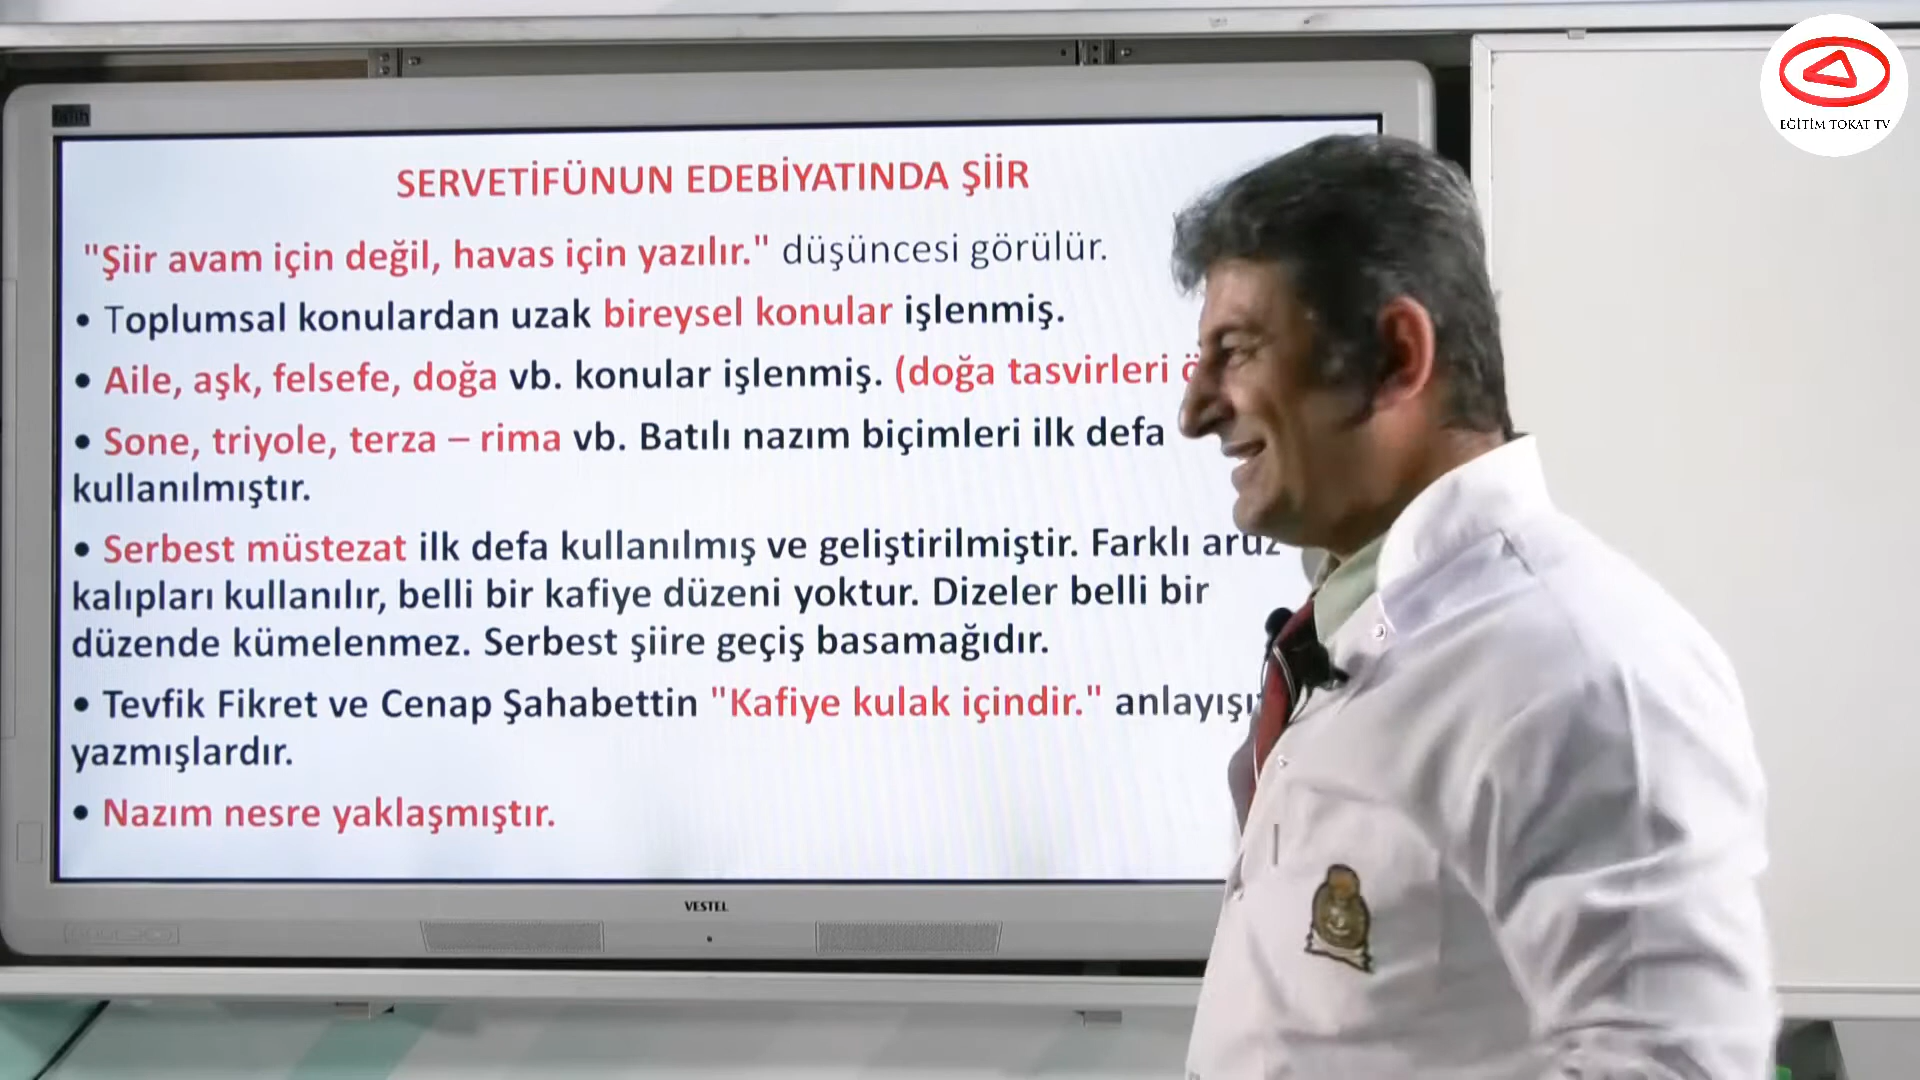 EĞİTİM TOKAT TV
SERVETİFÜNUN EDEBİYATINDA ŞİİR
"Şiir avam için değil, havas için yazılır." düşüncesi görülür.
• Toplumsal konulardan uzak bireysel konular işlenmiş.
• Aile, aşk, felsefe, doğa vb. konular işlenmiş. (doğa tasvirleri
• Sone, triyole, terza – rima vb. Batılı nazım biçimleri ilk defa
kullanılmıştır.
• Serbest müstezat ilk defa kullanılmış ve geliştirilmiştir. Farklı aruz
kalıpları kullanılır, belli bir kafiye düzeni yoktur. Dizeler belli bir
düzende kümelenmez. Serbest şiire geçiş basamağıdır.
• Tevfik Fikret ve Cenap Şahabettin "Kafiye kulak içindir."
yazmışlardır.
• Nazım nesre yaklaşmıştır.
VESTEL